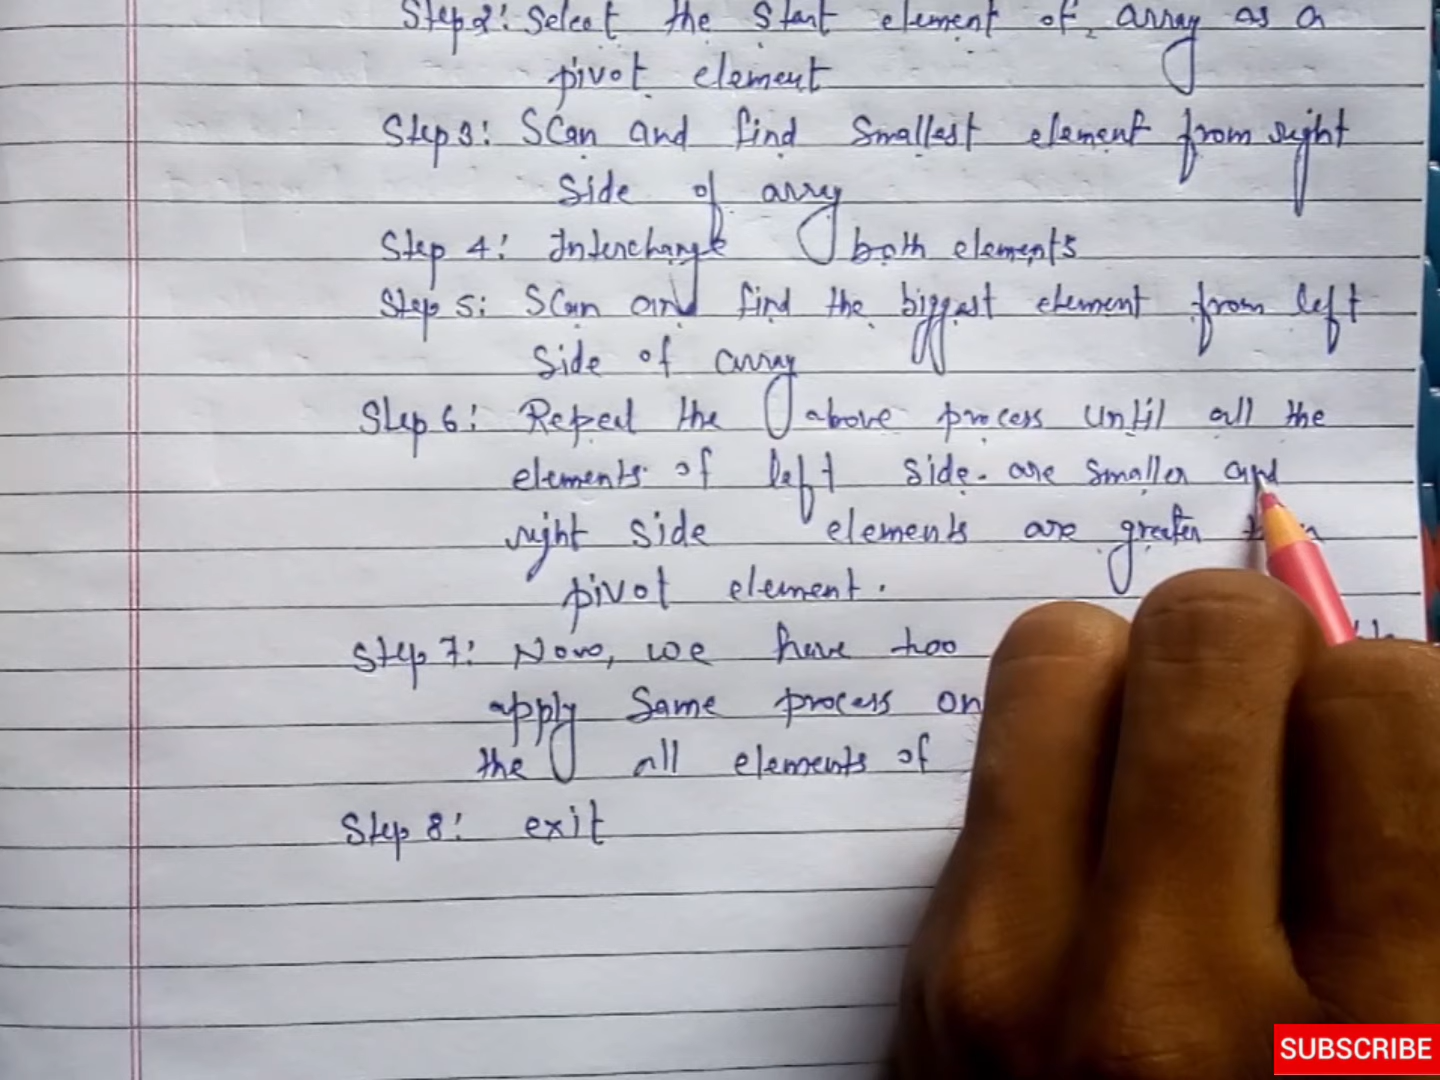 Step 2: Select the start element of array as a
pivot element
Step 3: Scan and find smallest element from right
side of array
Step 4: Interchange both elements
Step 5: Scan and find the biggest element from left
side of array
Step 6: Repeat the above process until all the
elements of left side are smaller and
right side elements are greater
pivot element.
Step 7: Now, we have too
apply same process on
the all elements of
Step 8: exit
SUBSCRIBE